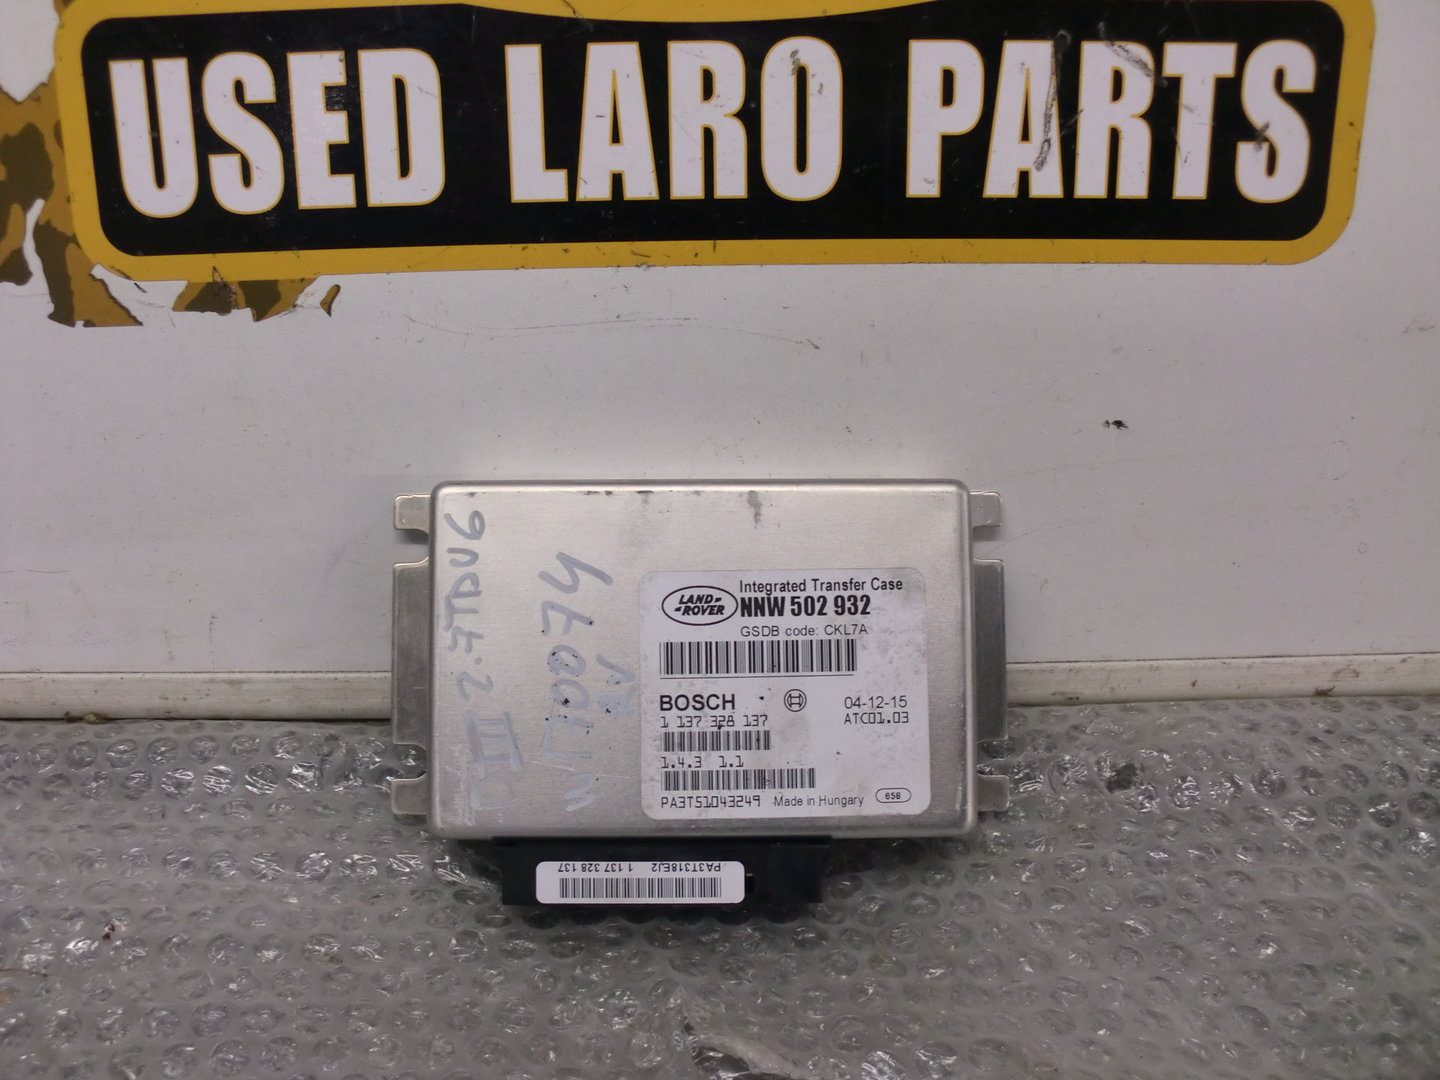 USED LARO PARTS
2.7TDV6
LAND-
-ROVER
Integrated Transfer Case
NNW 502 932
GSDB code: CKL7A
BOSCH
04-12-15
1 137 328 137
ATC01.03
1.4.3 1.1
PA3T51043249
Made in Hungary
658
PA3T318EJ2 1 137 328 137